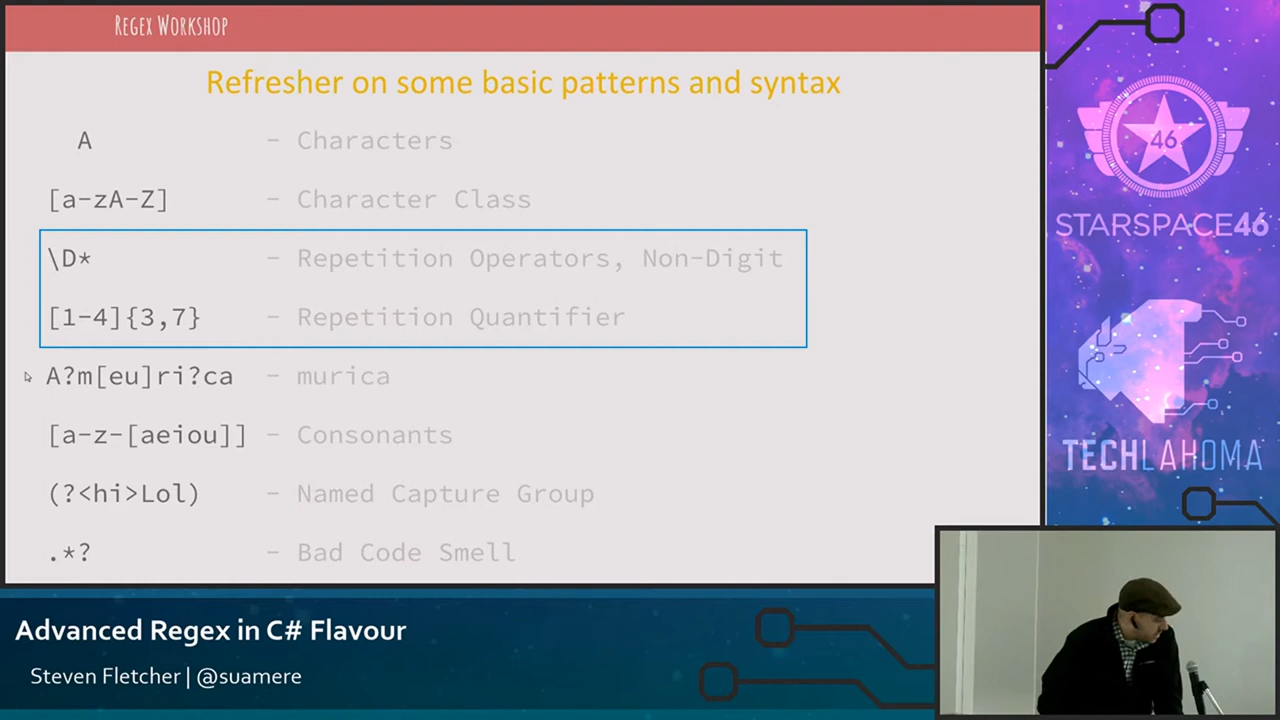 Regex Workshop
Refresher on some basic patterns and syntax
A - Characters
[a-zA-Z] - Character Class
\D* - Repetition Operators, Non-Digit
[1-4]{3,7} - Repetition Quantifier
A?m[eu]ri?ca - murica
[a-z-[aeiou]] - Consonants
(?<hi>Lol) - Named Capture Group
.*? - Bad Code Smell
46
STARSPACE46
TECHLAHOMA
Advanced Regex in C# Flavour
Steven Fletcher | @suamere